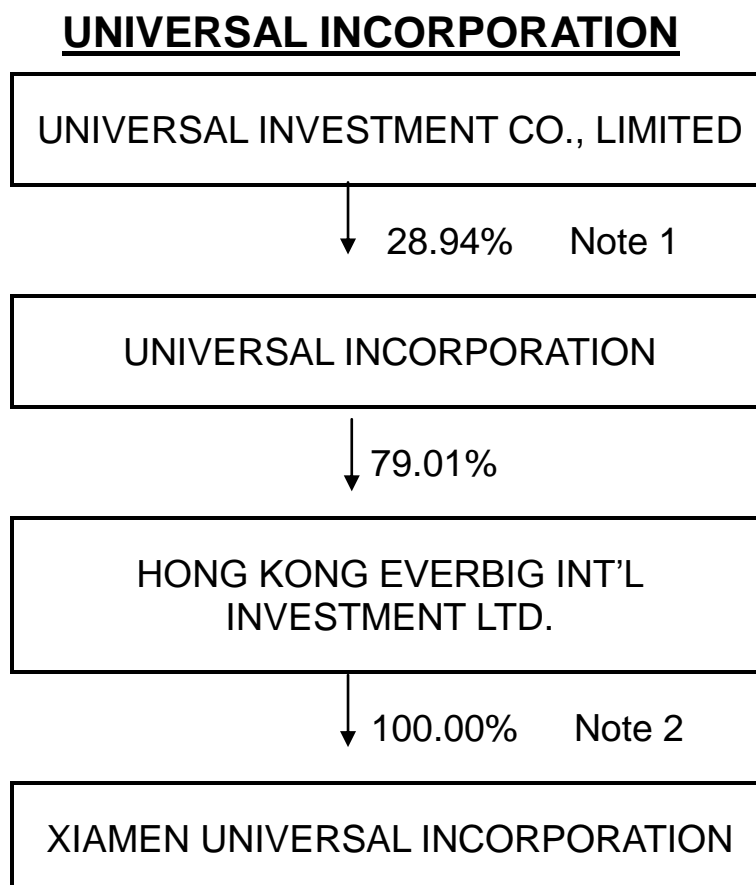 UNIVERSAL INCORPORATION
UNIVERSAL INVESTMENT CO., LIMITED
28.94% Note 1
UNIVERSAL INCORPORATION
79.01%
HONG KONG EVERBIG INT’L
INVESTMENT LTD.
100.00% Note 2
XIAMEN UNIVERSAL INCORPORATION